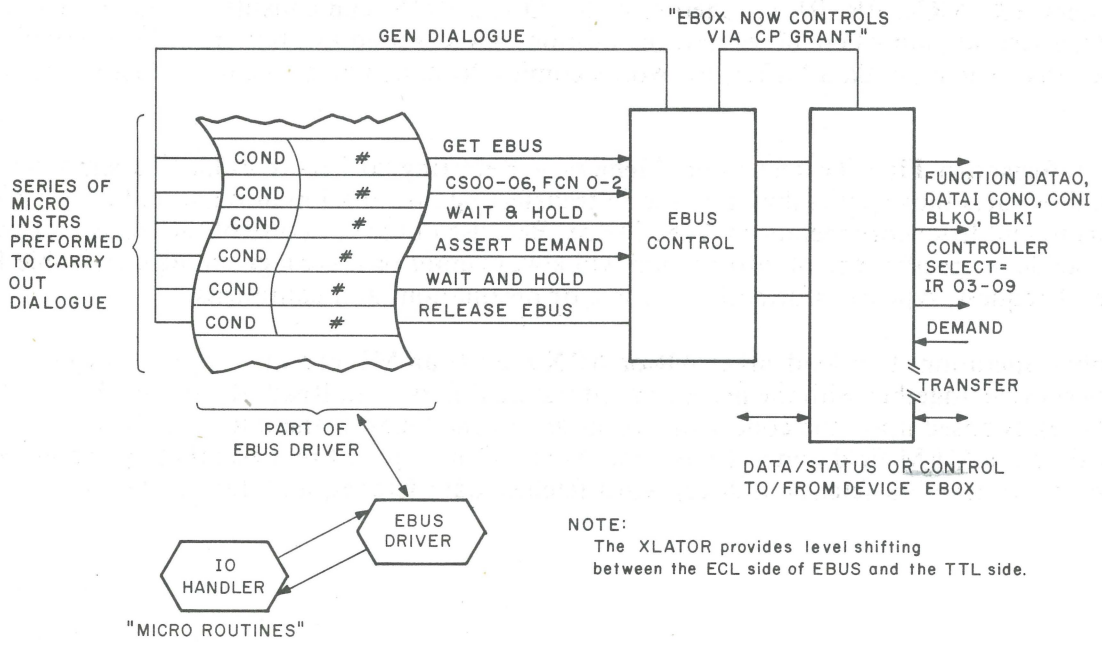 "EBOX NOW CONTROLS
VIA CP GRANT"
GEN DIALOGUE
SERIES OF
MICRO
INSTRS
PREFORMED
TO CARRY
OUT
DIALOGUE
COND #
COND #
COND #
COND #
COND #
COND #
GET EBUS
CS00-06, FCN 0-2
WAIT & HOLD
ASSERT DEMAND
WAIT AND HOLD
RELEASE EBUS
EBUS
CONTROL
FUNCTION DATAO,
DATAI CONO, CONI
BLKO, BLKI
CONTROLLER
SELECT=
IR 03-09
DEMAND
TRANSFER
DATA/STATUS OR CONTROL
TO/FROM DEVICE EBOX
PART OF
EBUS DRIVER
EBUS
DRIVER
IO
HANDLER
"MICRO ROUTINES"
NOTE:
The XLATOR provides level shifting
between the ECL side of EBUS and the TTL side.